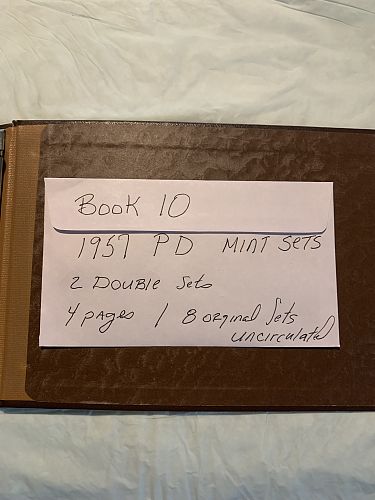 Book 10
1957 PD MINT SETS
2 DOUBLE Sets
4 PAGES / 8 orginal Sets
uncirculated